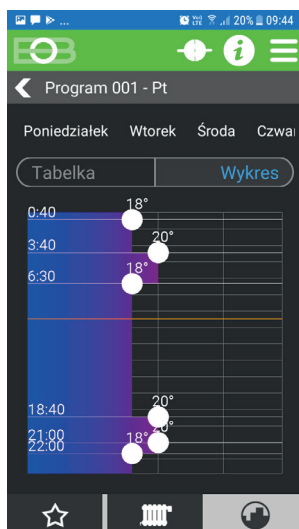 20% 09:44
EOB
Program 001 - Pt
Poniedziałek Wtorek Środa Czwar
Tabelka Wykres
0:40 18°
3:40 20°
6:30 18°
18:40 20°
21:00 20°
22:00 18°